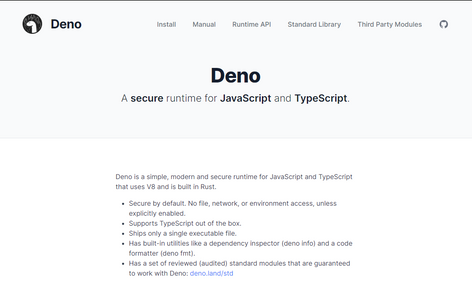 Deno
Install Manual Runtime API Standard Library Third Party Modules
Deno
A secure runtime for JavaScript and TypeScript.
Deno is a simple, modern and secure runtime for JavaScript and TypeScript
that uses V8 and is built in Rust.
• Secure by default. No file, network, or environment access, unless
explicitly enabled.
• Supports TypeScript out of the box.
• Ships only a single executable file.
• Has built-in utilities like a dependency inspector (deno info) and a code
formatter (deno fmt).
• Has a set of reviewed (audited) standard modules that are guaranteed
to work with Deno: deno.land/std